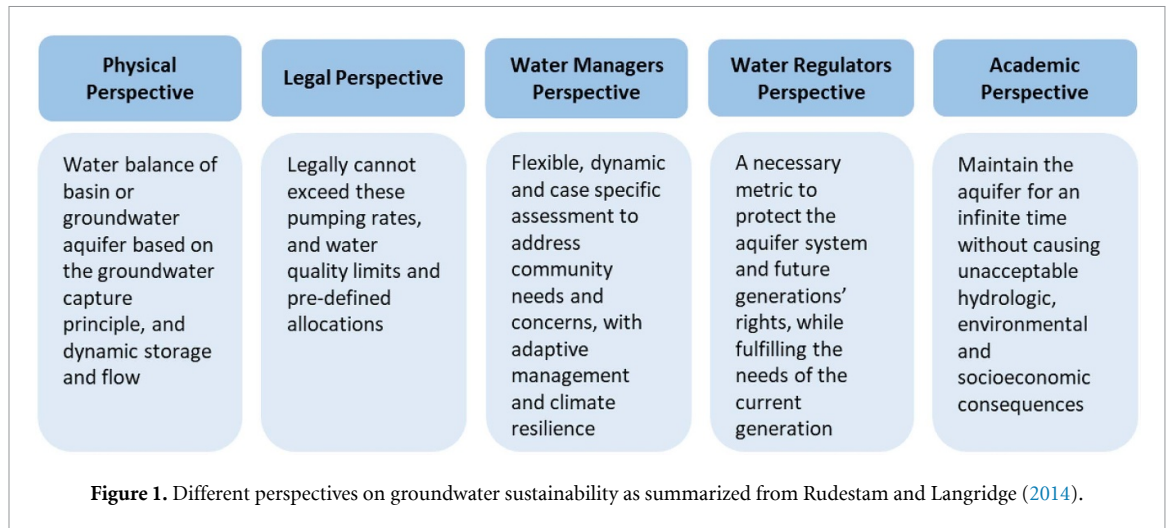 Physical
Perspective
Legal Perspective
Water Managers
Perspective
Water Regulators
Perspective
Academic
Perspective
Water balance of
basin or
groundwater
aquifer based on
the groundwater
capture
principle, and
dynamic storage
and flow
Legally cannot
exceed these
pumping rates,
and water
quality limits and
pre-defined
allocations
Flexible, dynamic
and case specific
assessment to
address
community
needs and
concerns, with
adaptive
management
and climate
resilience
A necessary
metric to
protect the
aquifer system
and future
generations’
rights, while
fulfilling the
needs of the
current
generation
Maintain the
aquifer for an
infinite time
without causing
unacceptable
hydrologic,
environmental
and
socioeconomic
consequences
Figure 1. Different perspectives on groundwater sustainability as summarized from Rudestam and Langridge (2014).